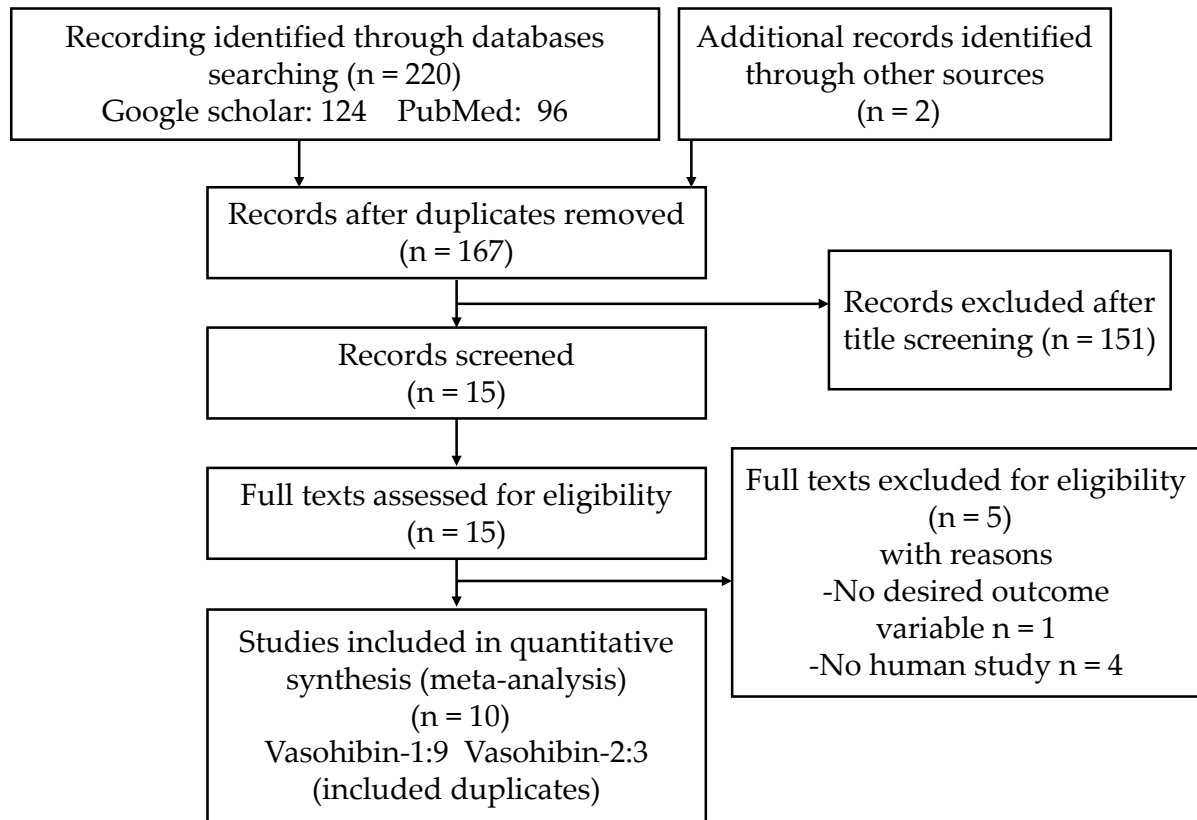 Recording identified through databases
searching (n = 220)
Google scholar: 124 PubMed: 96
Additional records identified
through other sources
(n = 2)
Records after duplicates removed
(n = 167)
Records excluded after
title screening (n = 151)
Records screened
(n = 15)
Full texts assessed for eligibility
(n = 15)
Full texts excluded for eligibility
(n = 5)
with reasons
-No desired outcome
variable n = 1
-No human study n = 4
Studies included in quantitative
synthesis (meta-analysis)
(n = 10)
Vasohibin-1:9 Vasohibin-2:3
(included duplicates)